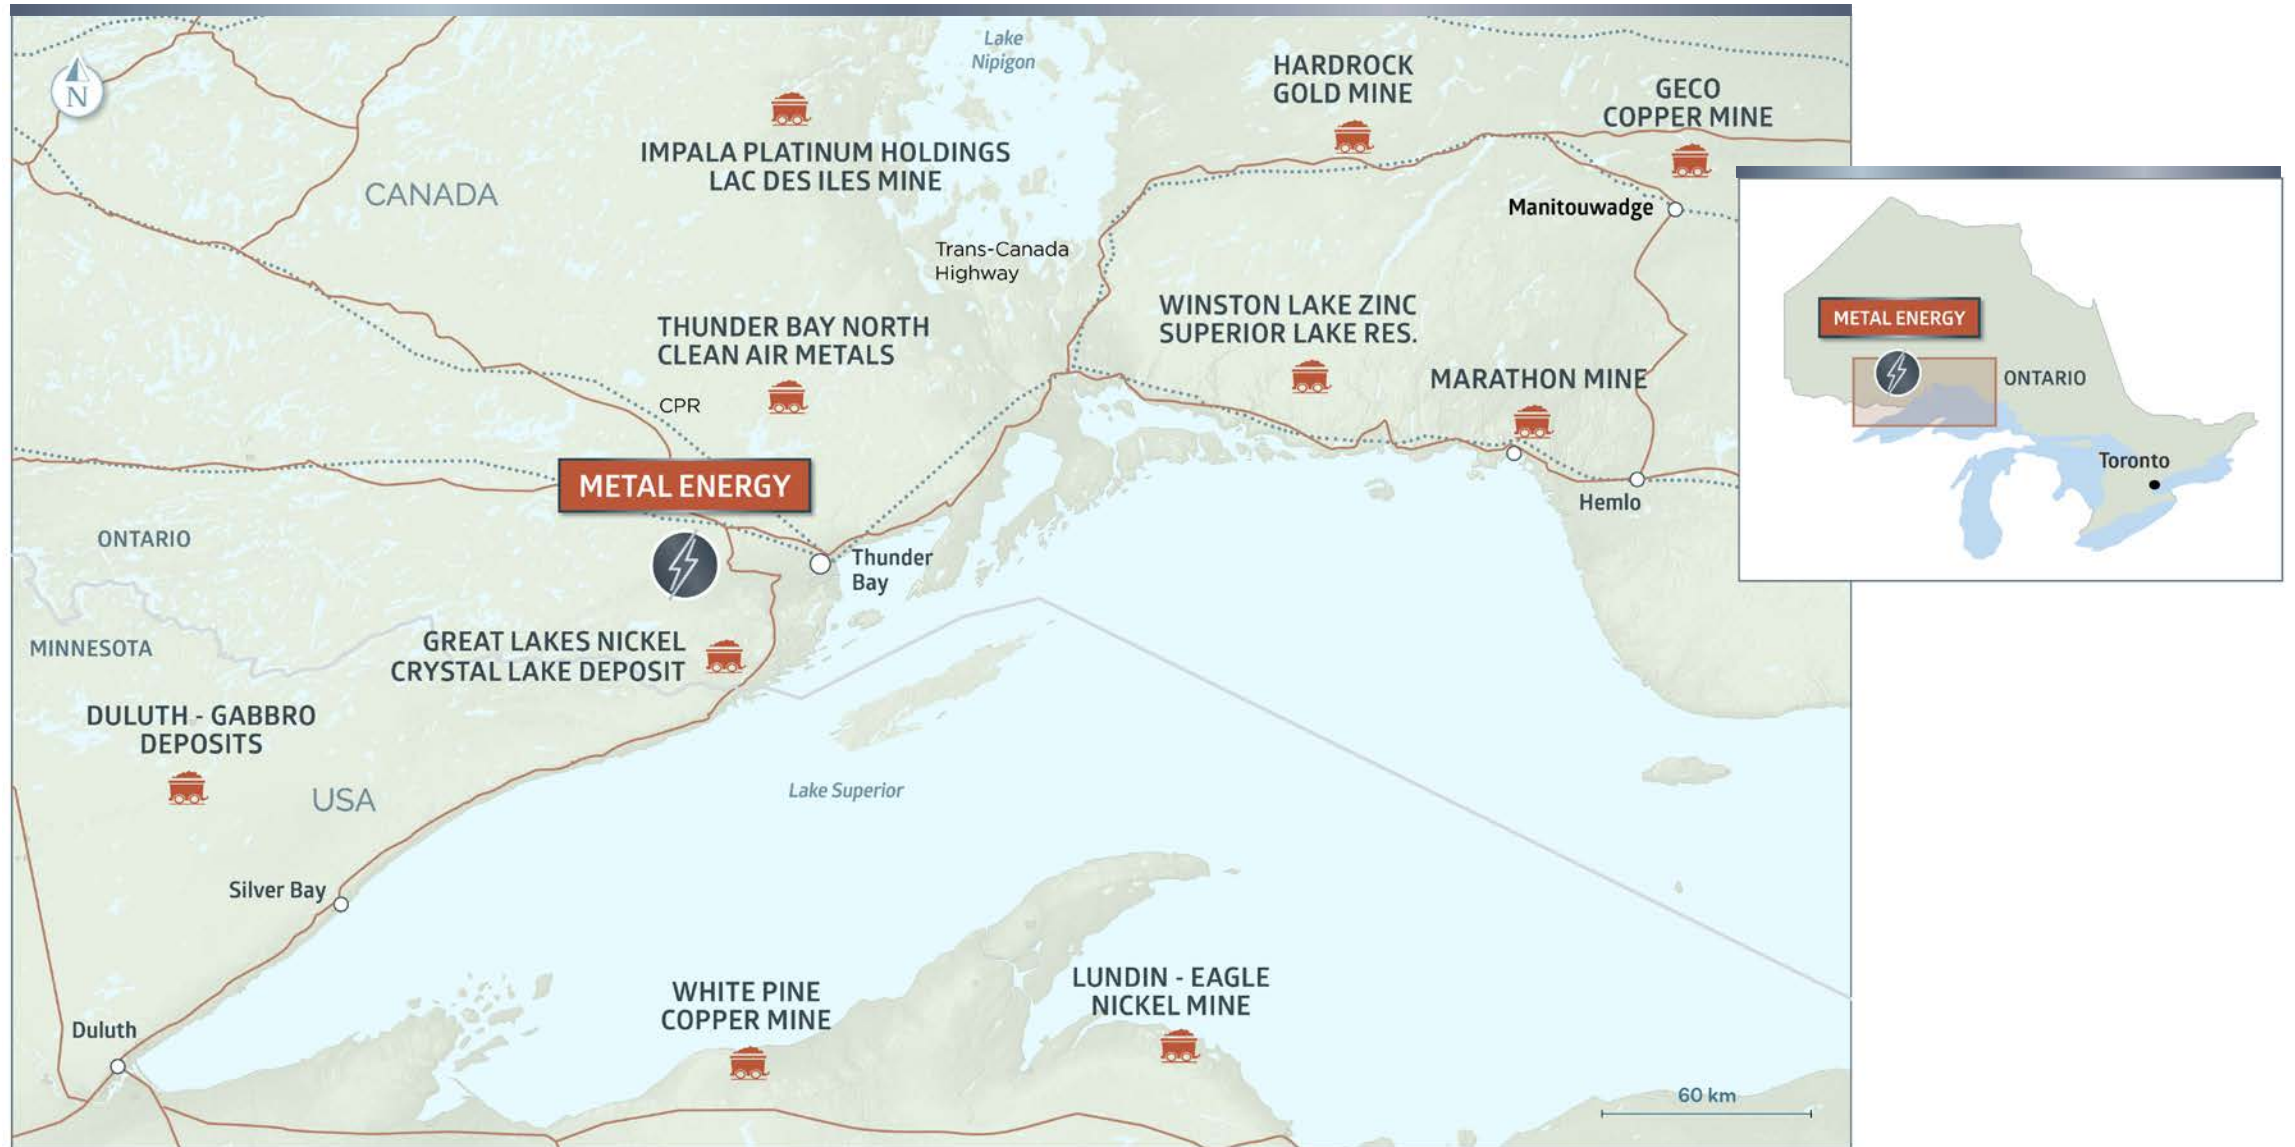 Lake
Nipigon
N
HARDROCK
GOLD MINE
GECO
COPPER MINE
IMPALA PLATINUM HOLDINGS
LAC DES ILES MINE
CANADA
Manitouwadge
Trans-Canada
Highway
THUNDER BAY NORTH
CLEAN AIR METALS
WINSTON LAKE ZINC
SUPERIOR LAKE RES.
MARATHON MINE
CPR
METAL ENERGY
Hemlo
ONTARIO
Thunder
Bay
MINNESOTA
GREAT LAKES NICKEL
CRYSTAL LAKE DEPOSIT
DULUTH - GABBRO
DEPOSITS
USA
Lake Superior
Silver Bay
WHITE PINE
COPPER MINE
LUNDIN - EAGLE
NICKEL MINE
Duluth
60 km
METAL ENERGY
ONTARIO
Toronto